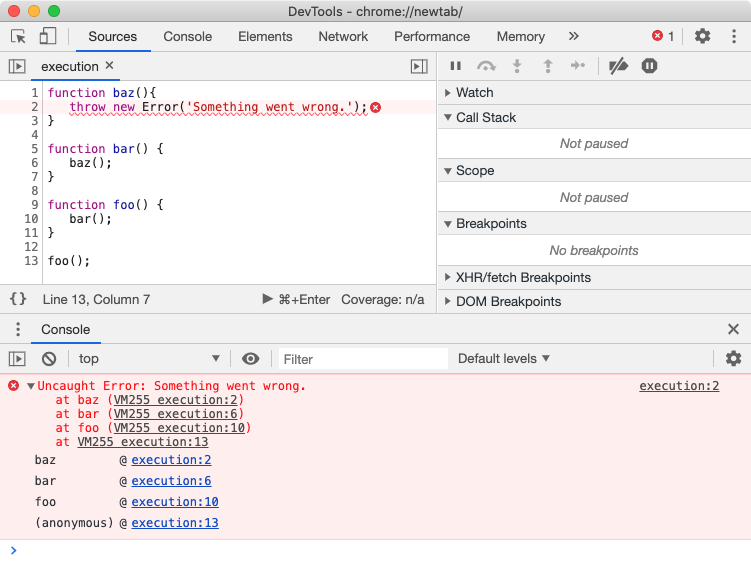 DevTools - chrome://newtab/
Sources Console Elements Network Performance Memory » 1
execution ×
1 function baz(){
2 throw new Error('Something went wrong.');
3 }
4
5 function bar() {
6 baz();
7 }
8
9 function foo() {
10 bar();
11 }
12
13 foo();
{} Line 13, Column 7 ⌘+Enter Coverage: n/a
Watch
Call Stack
Not paused
Scope
Not paused
Breakpoints
No breakpoints
XHR/fetch Breakpoints
DOM Breakpoints
Console
top Filter Default levels
Uncaught Error: Something went wrong. execution:2
at baz (VM255 execution:2)
at bar (VM255 execution:6)
at foo (VM255 execution:10)
at VM255 execution:13
baz @ execution:2
bar @ execution:6
foo @ execution:10
(anonymous) @ execution:13